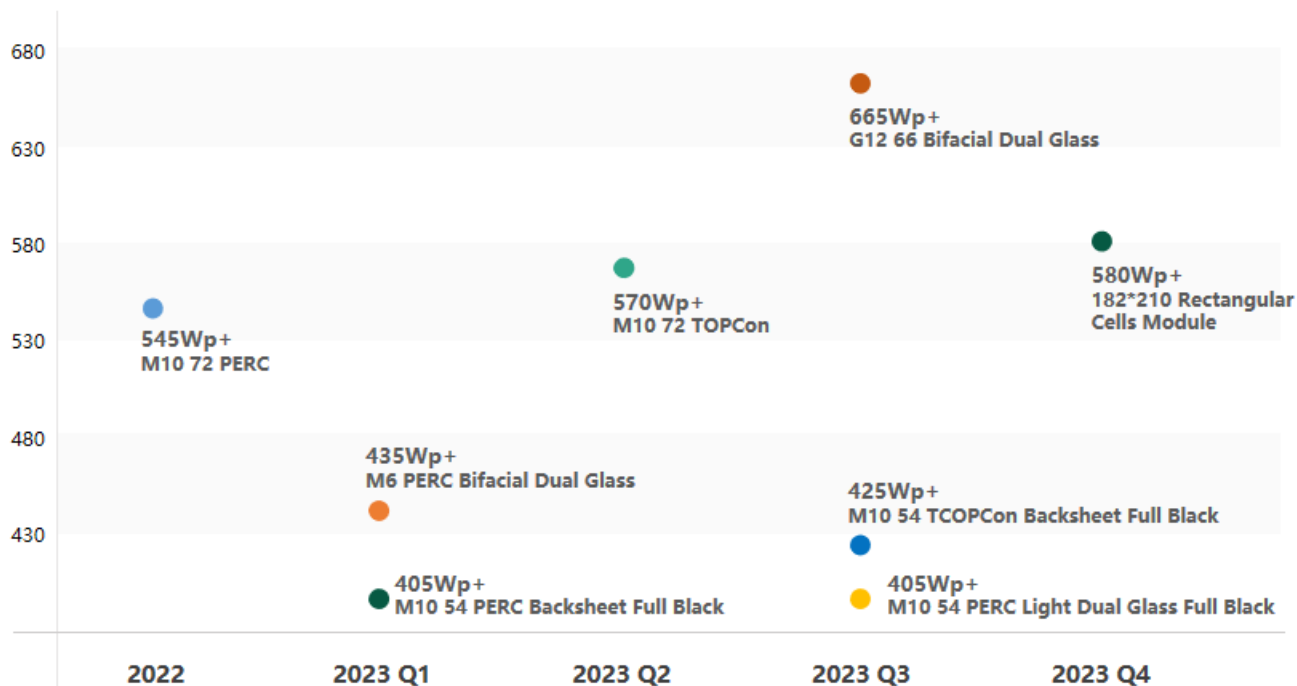 680
665Wp+
G12 66 Bifacial Dual Glass
630
580
570Wp+
M10 72 TOPCon
580Wp+
182*210 Rectangular
Cells Module
545Wp+
M10 72 PERC
530
480
435Wp+
M6 PERC Bifacial Dual Glass
425Wp+
M10 54 TCOPCon Backsheet Full Black
430
405Wp+
M10 54 PERC Backsheet Full Black
405Wp+
M10 54 PERC Light Dual Glass Full Black
2022
2023 Q1
2023 Q2
2023 Q3
2023 Q4